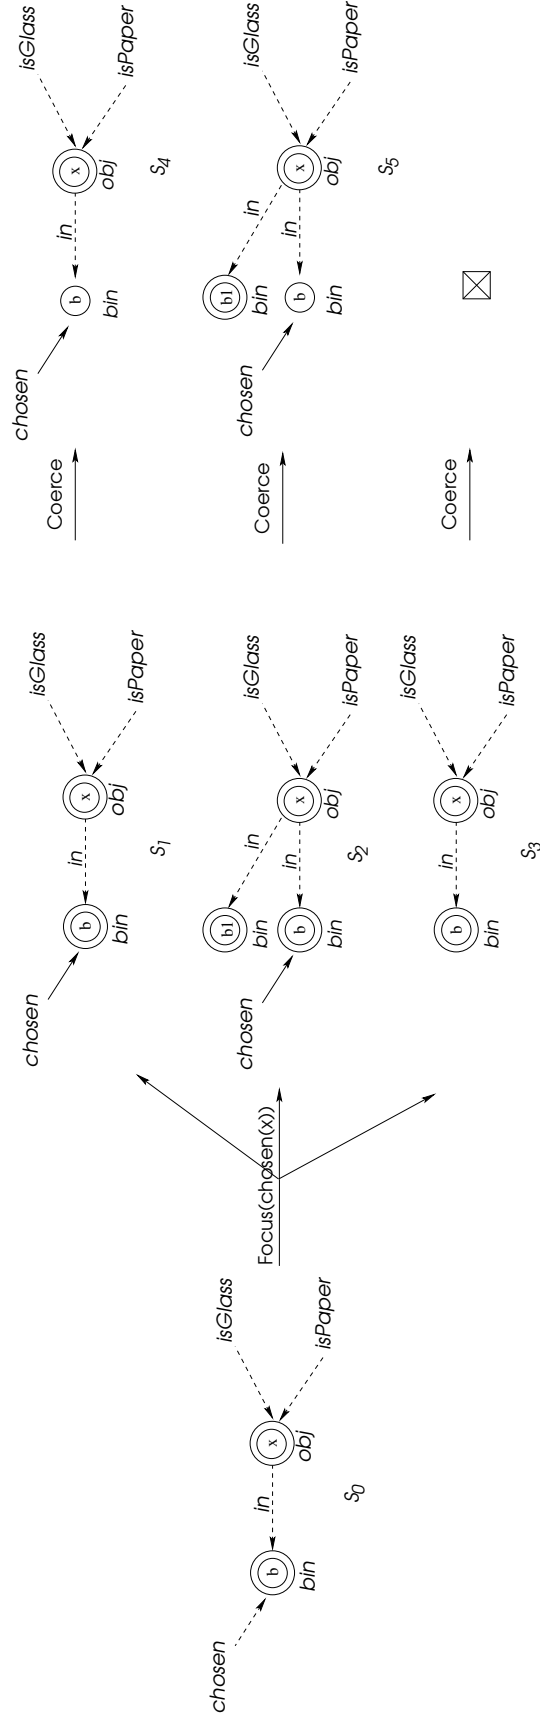 chosen
isGlass
in
b
x
bin
obj
isPaper
S0
Focus(chosen(x))
chosen
isGlass
in
b
x
bin
obj
isPaper
S1
Coerce
chosen
isGlass
in
b
x
bin
obj
isPaper
S4
b1
bin
in
isGlass
chosen
in
b
x
bin
obj
isPaper
S2
Coerce
b1
bin
in
isGlass
chosen
in
b
x
bin
obj
isPaper
S5
isGlass
in
b
x
bin
obj
isPaper
S3
Coerce